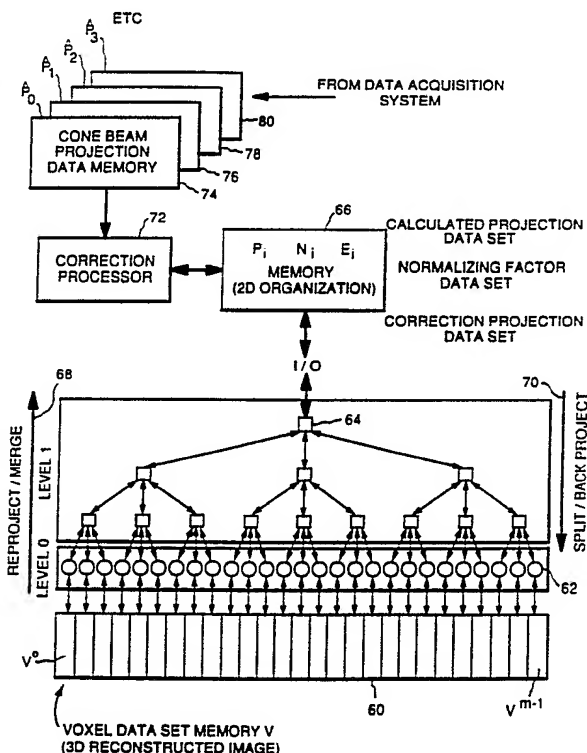 ETC
P̂3
P̂2
P̂1
P̂0
FROM DATA ACQUISITION
SYSTEM
CONE BEAM
PROJECTION
DATA MEMORY
80
78
76
74
72
66
CORRECTION
PROCESSOR
Pi Ni Ei
MEMORY
(2D ORGANIZATION)
CALCULATED PROJECTION
DATA SET
NORMALIZING FACTOR
DATA SET
CORRECTION PROJECTION
DATA SET
I/O
68
70
64
REPROJECT / MERGE
LEVEL 1
LEVEL 0
SPLIT / BACK PROJECT
62
V⁰
60
Vᵐ⁻¹
VOXEL DATA SET MEMORY V
(3D RECONSTRUCTED IMAGE)